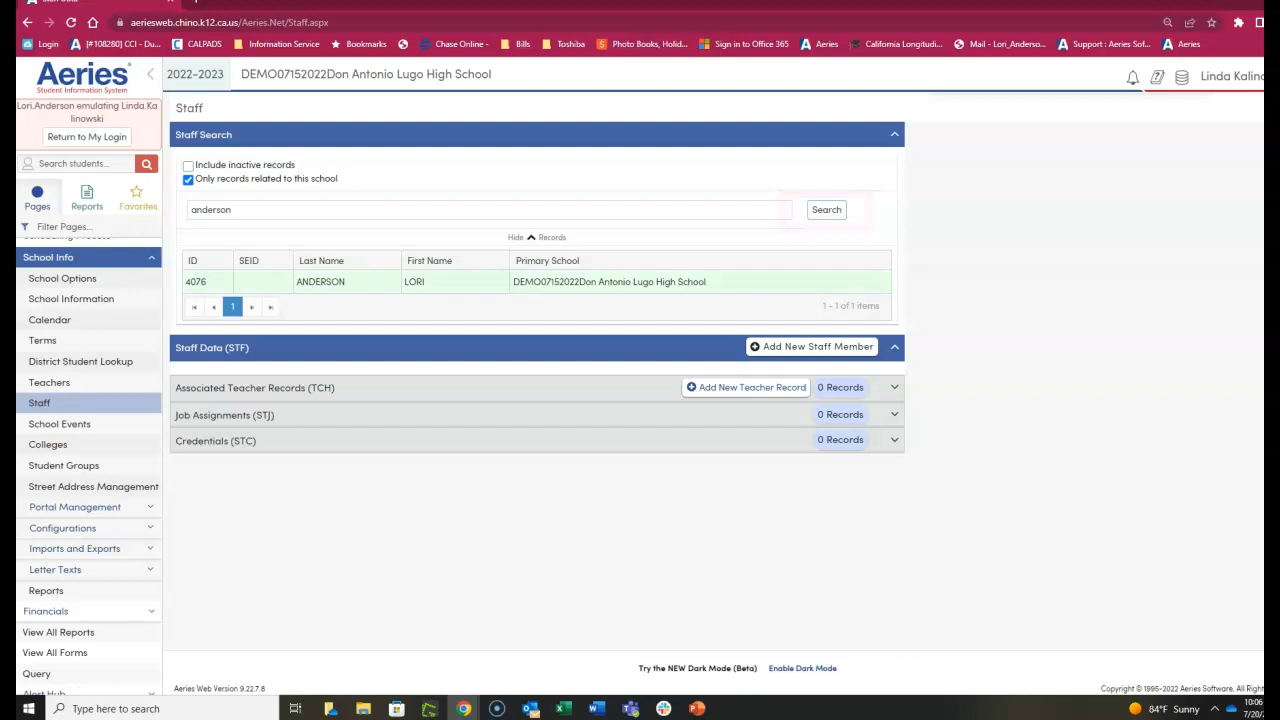 aeriesweb.chino.k12.ca.us/Aeries.Net/Staff.aspx
Login [#108280] CCI - Du... CALPADS Information Service Bookmarks Chase Online - Bills Toshiba Photo Books, Holid... Sign in to Office 365 Aeries California Longitudi... Mail - Lori_Anderso... Support : Aeries Sof... Aeries
Aeries
Student Information System
2022-2023 DEMO07152022Don Antonio Lugo High School
Linda Kalino
Lori.Anderson emulating Linda.Ka
linowski
Return to My Login
Search students...
Pages Reports Favorites
Filter Pages...
Scheduling Process
School Info
School Options
School Information
Calendar
Terms
District Student Lookup
Teachers
Staff
School Events
Colleges
Student Groups
Street Address Management
Portal Management
Configurations
Imports and Exports
Letter Texts
Reports
Financials
View All Reports
View All Forms
Query
Alert Hub
Staff
Staff Search
Include inactive records
Only records related to this school
anderson Search
Hide Records
ID SEID Last Name First Name Primary School
4076 ANDERSON LORI DEMO07152022Don Antonio Lugo High School
1 1 - 1 of 1 items
Staff Data (STF) Add New Staff Member
Associated Teacher Records (TCH) Add New Teacher Record 0 Records
Job Assignments (STJ) 0 Records
Credentials (STC) 0 Records
Try the NEW Dark Mode (Beta) Enable Dark Mode
Aeries Web Version 9.22.7.8 Copyright © 1995-2022 Aeries Software. All Righ
Type here to search 84°F Sunny 10:06
7/20/